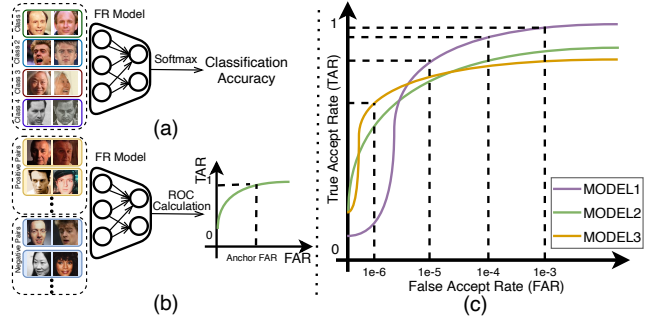 Class 1
Class 2
Class 3
Class 4
FR Model
Softmax
Classification
Accuracy
(a)
Positive Pairs
Negative Pairs
FR Model
ROC
Calculation
TAR
1
0
Anchor FAR
FAR
(b)
True Accept Rate (TAR)
1
0
MODEL1
MODEL2
MODEL3
1e-6
1e-5
1e-4
1e-3
False Accept Rate (FAR)
(c)